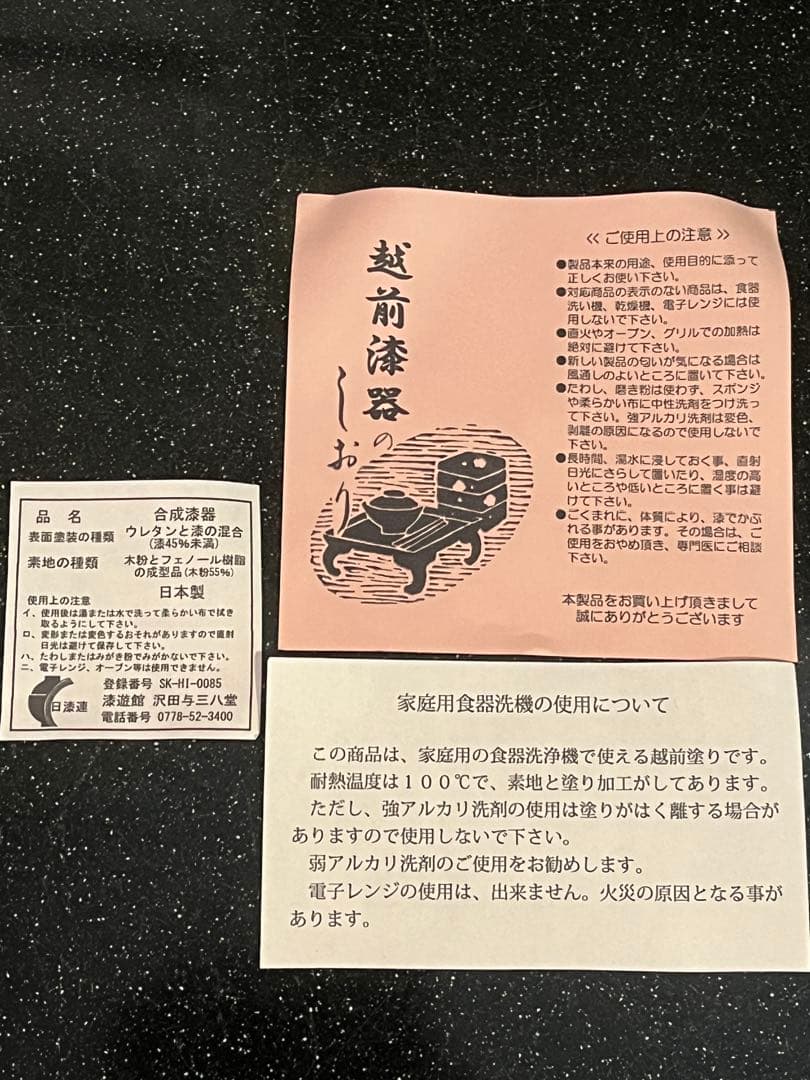 越前漆器のしおり
≪ ご使用上の注意 ≫
●製品本来の用途、使用目的に添って
正しくお使い下さい。
●対応商品の表示のない商品は、食器
洗い機、乾燥機、電子レンジには使
用しないで下さい。
●直火やオーブン、グリルでの加熱は
絶対に避けて下さい。
●新しい製品の匂いが気になる場合は
風通しのよいところに置いて下さい。
●たわし、磨き粉は使わず、スポンジ
や柔らかい布に中性洗剤をつけ洗っ
て下さい。強アルカリ洗剤は変色、
剥離の原因になるので使用しないで
下さい。
●長時間、湯水に浸しておく事、直射
日光にさらして置いたり、湿度の高
いところや低いところに置く事は避
けて下さい。
●ごくまれに、体質により、漆でかぶ
れる事があります。その場合は、ご
使用をおやめ頂き、専門医にご相談
下さい。
本製品をお買い上げ頂きまして
誠にありがとうございます
品名 合成漆器
表面塗装の種類 ウレタンと漆の混合
(漆45%未満)
素地の種類 木粉とフェノール樹脂
の成型品(木粉55%)
日本製
使用上の注意
イ、使用後は湯または水で洗って柔らかい布で拭き
取るようにして下さい。
ロ、変形または変色するおそれがありますので直射
日光は避けて保存して下さい。
ハ、たわしまたはみがき粉でみがかないで下さい。
ニ、電子レンジ、オーブン等は使用できません。
日漆連
登録番号 SK-HI-0085
漆遊館 沢田与三八堂
電話番号 0778-52-3400
家庭用食器洗機の使用について
この商品は、家庭用の食器洗浄機で使える越前塗りです。
耐熱温度は100℃で、素地と塗り加工がしてあります。
ただし、強アルカリ洗剤の使用は塗りがはく離する場合が
ありますので使用しないで下さい。
弱アルカリ洗剤のご使用をお勧めします。
電子レンジの使用は、出来ません。火災の原因となる事が
あります。